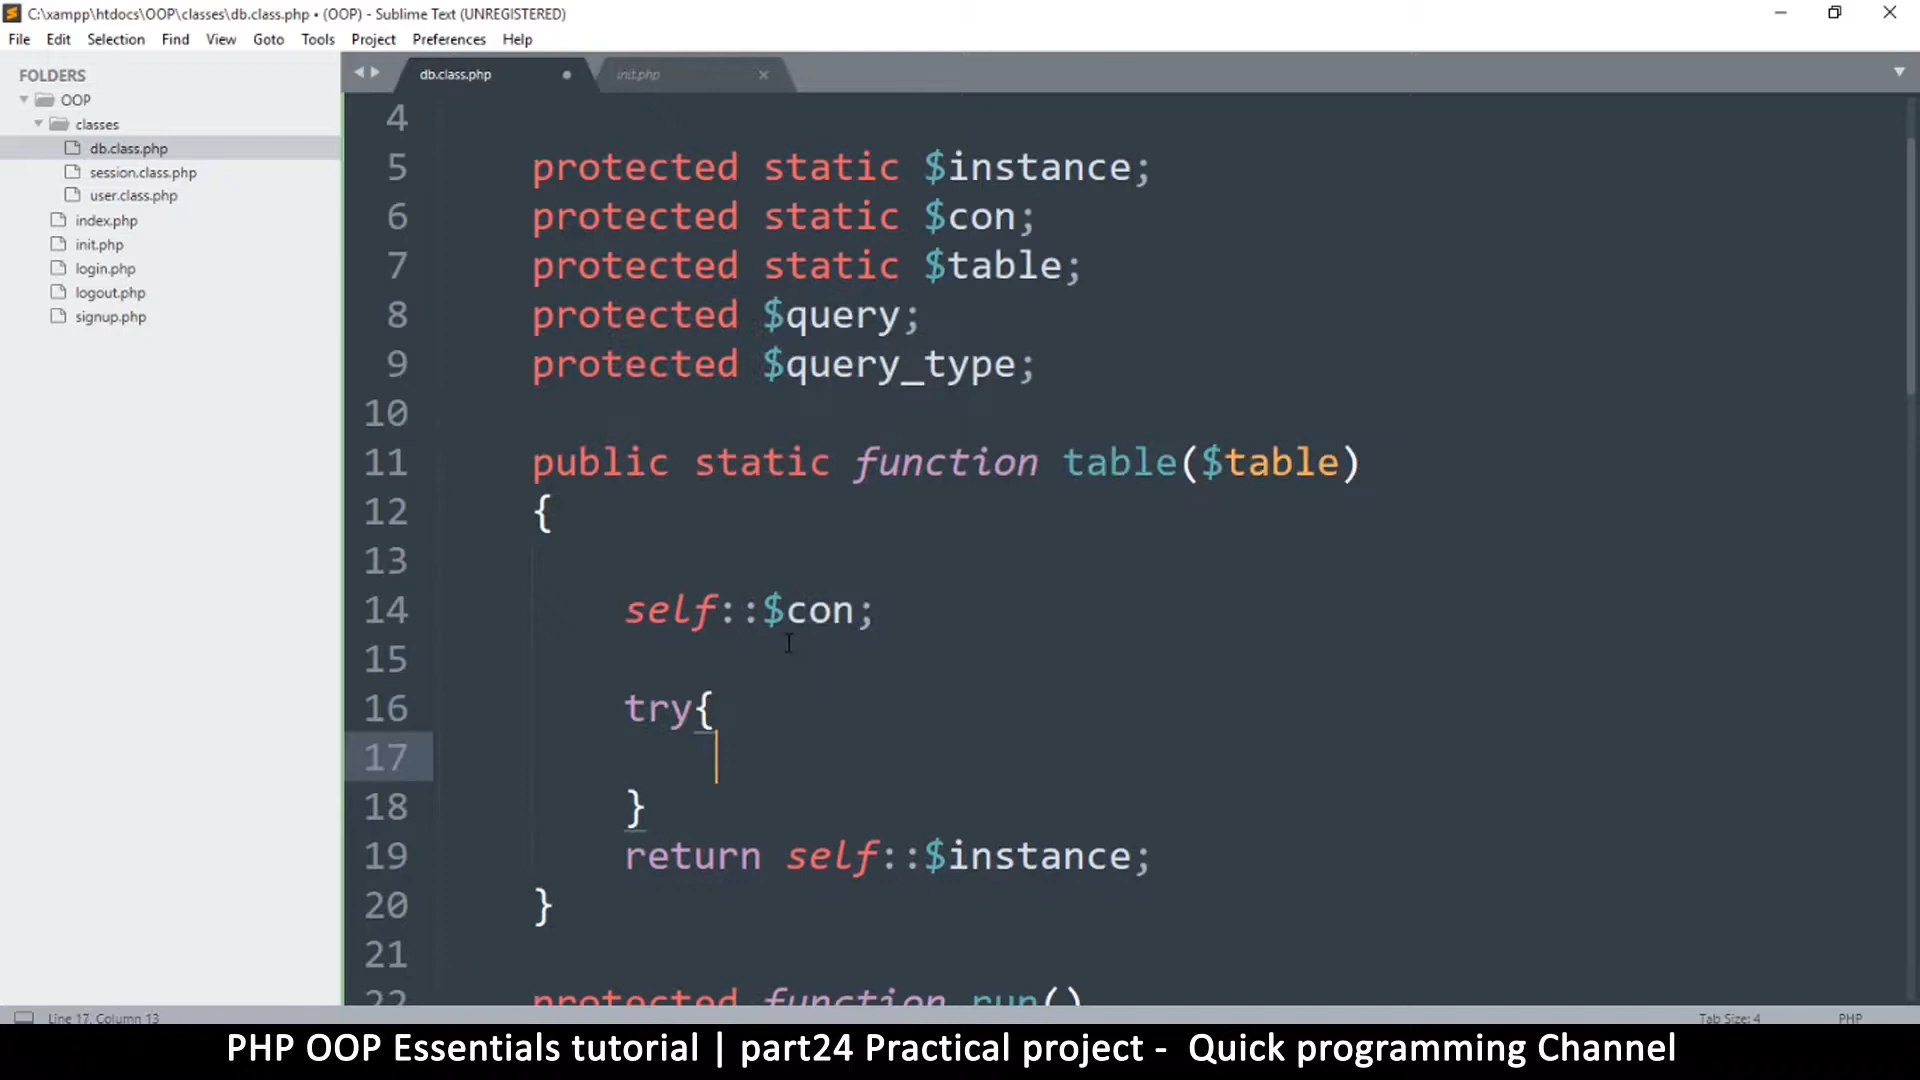 C:\xampp\htdocs\OOP\classes\db.class.php • (OOP) - Sublime Text (UNREGISTERED)
File Edit Selection Find View Goto Tools Project Preferences Help
FOLDERS
OOP
classes
db.class.php
session.class.php
user.class.php
index.php
init.php
login.php
logout.php
signup.php
db.class.php init.php
4
5 protected static $instance;
6 protected static $con;
7 protected static $table;
8 protected $query;
9 protected $query_type;
10
11 public static function table($table)
12 {
13
14 self::$con;
15
16 try{
17
18 }
19 return self::$instance;
20 }
21
22 protected function run()
Line 17, Column 13 Tab Size: 4 PHP
PHP OOP Essentials tutorial | part24 Practical project - Quick programming Channel